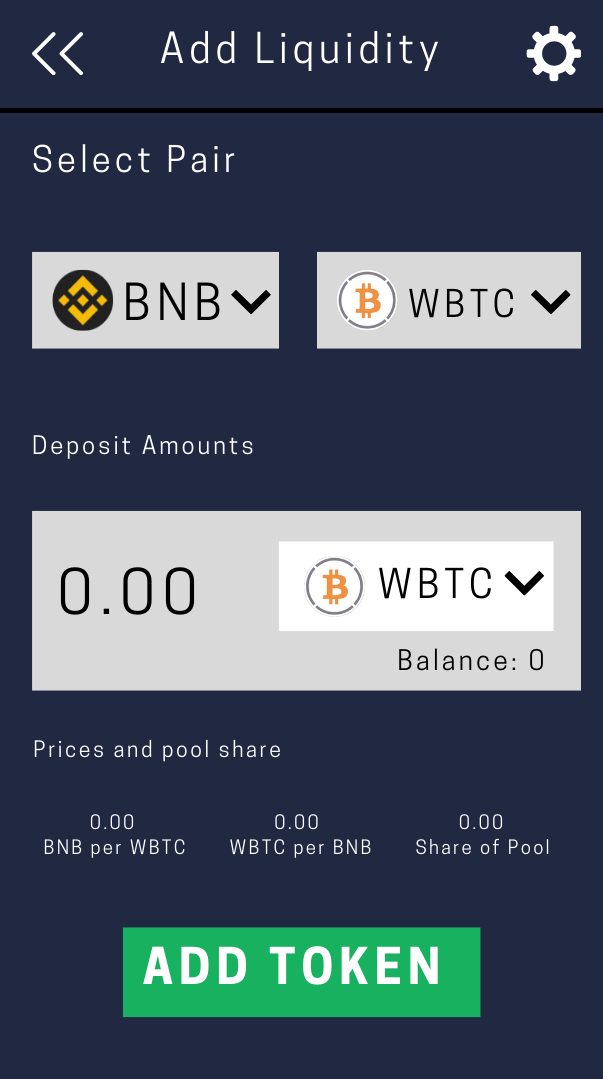 Add Liquidity
Select Pair
BNB
WBTC
Deposit Amounts
0.00
WBTC
Balance: 0
Prices and pool share
0.00
BNB per WBTC
0.00
WBTC per BNB
0.00
Share of Pool
ADD TOKEN